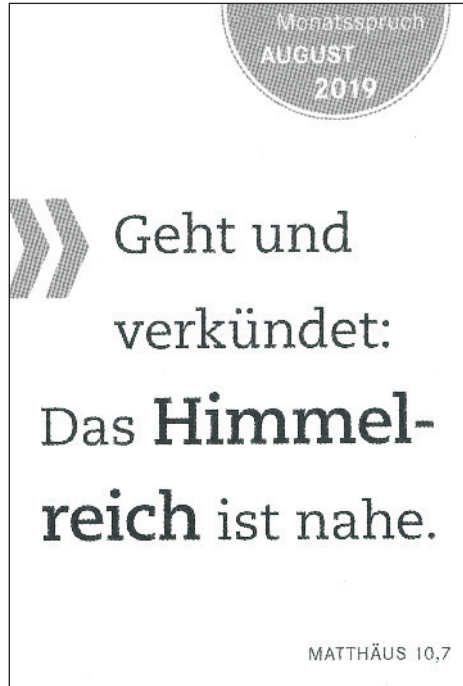 Monatsspruch
AUGUST
2019
Geht und
verkündet:
Das Himmel-
reich ist nahe.
MATTHÄUS 10,7